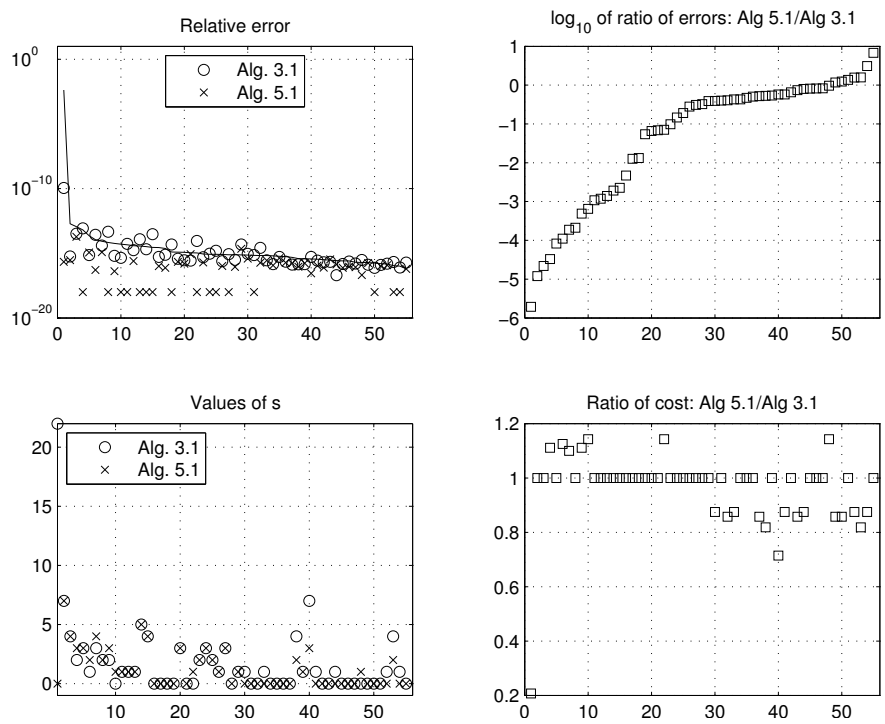 Relative error
10^0
10^-10
10^-20
Alg. 3.1
Alg. 5.1
0 10 20 30 40 50
log10 of ratio of errors: Alg 5.1/Alg 3.1
1
0
−1
−2
−3
−4
−5
−6
0 10 20 30 40 50
Values of s
20
15
10
5
0
Alg. 3.1
Alg. 5.1
10 20 30 40 50
Ratio of cost: Alg 5.1/Alg 3.1
1.2
1
0.8
0.6
0.4
0.2
0 10 20 30 40 50